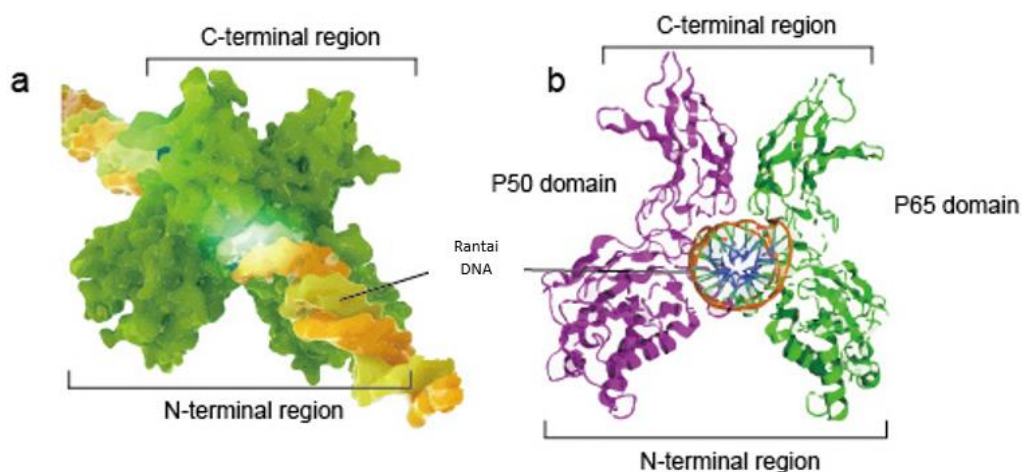 C-terminal region
a
Rantai
DNA
N-terminal region
C-terminal region
b
P50 domain
P65 domain
N-terminal region